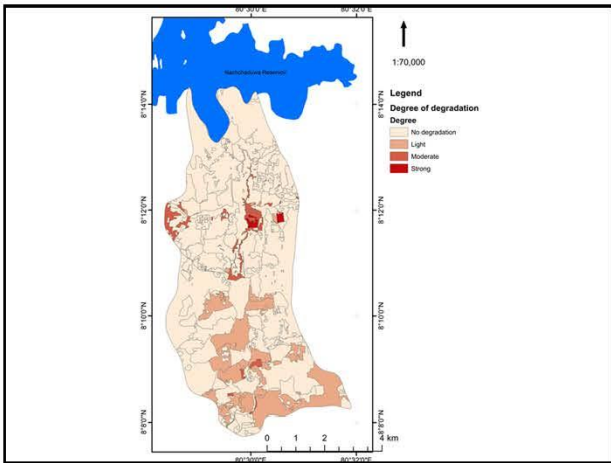 80°30'0"E
80°32'0"E
1:70,000
8°14'0"N
8°14'0"N
Legend
Degree of degradation
Degree
No degradation
Light
Moderate
Strong
8°12'0"N
8°12'0"N
8°10'0"N
8°10'0"N
8°8'0"N
8°8'0"N
0 1 2 4 km
80°30'0"E
80°32'0"E